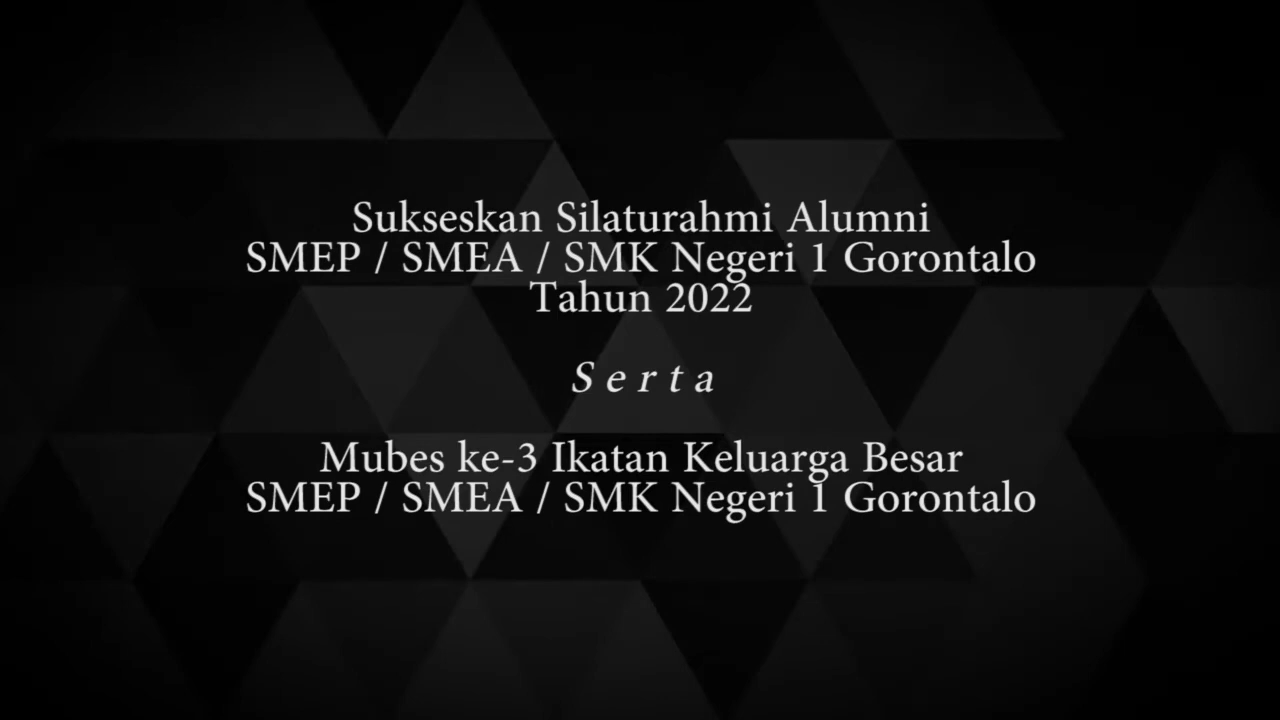 Sukseskan Silaturahmi Alumni
SMEP / SMEA / SMK Negeri 1 Gorontalo
Tahun 2022
Serta
Mubes ke-3 Ikatan Keluarga Besar
SMEP / SMEA / SMK Negeri 1 Gorontalo